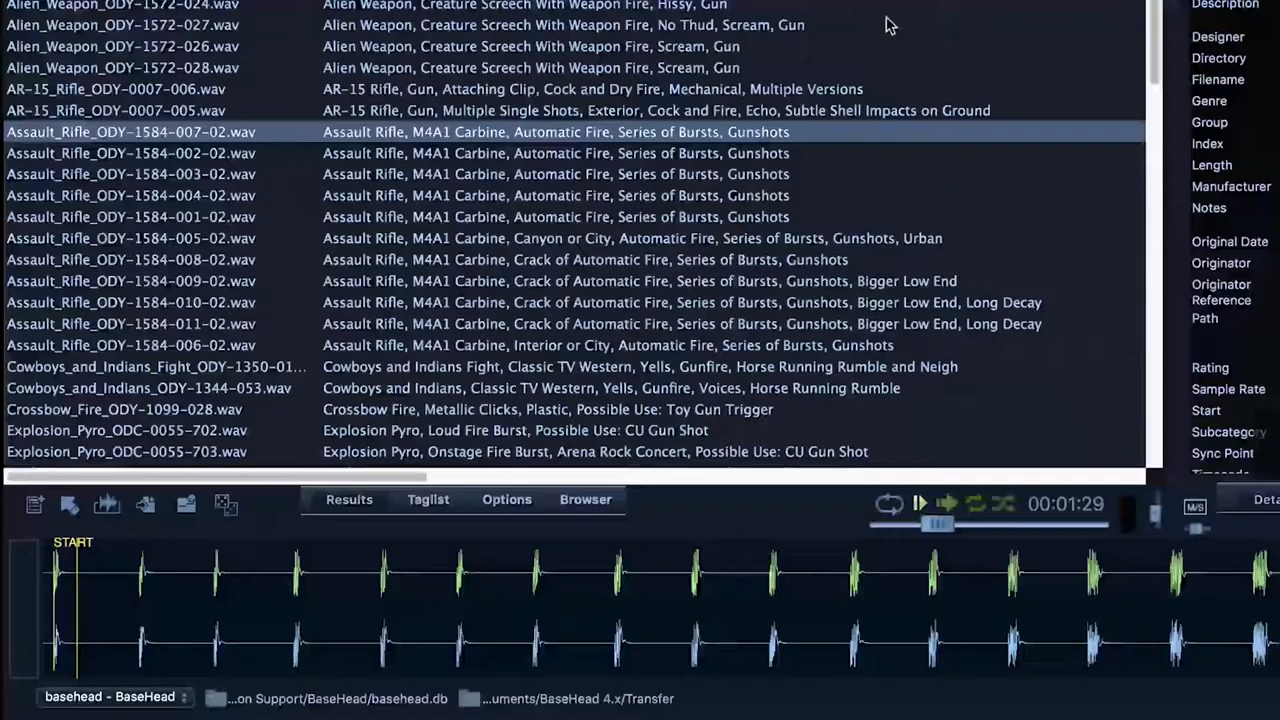 Alien_Weapon_ODY-1572-024.wav Alien Weapon, Creature Screech With Weapon Fire, Hissy, Gun
Alien_Weapon_ODY-1572-027.wav Alien Weapon, Creature Screech With Weapon Fire, No Thud, Scream, Gun
Alien_Weapon_ODY-1572-026.wav Alien Weapon, Creature Screech With Weapon Fire, Scream, Gun
Alien_Weapon_ODY-1572-028.wav Alien Weapon, Creature Screech With Weapon Fire, Scream, Gun
AR-15_Rifle_ODY-0007-006.wav AR-15 Rifle, Gun, Attaching Clip, Cock and Dry Fire, Mechanical, Multiple Versions
AR-15_Rifle_ODY-0007-005.wav AR-15 Rifle, Gun, Multiple Single Shots, Exterior, Cock and Fire, Echo, Subtle Shell Impacts on Ground
Assault_Rifle_ODY-1584-007-02.wav Assault Rifle, M4A1 Carbine, Automatic Fire, Series of Bursts, Gunshots
Assault_Rifle_ODY-1584-002-02.wav Assault Rifle, M4A1 Carbine, Automatic Fire, Series of Bursts, Gunshots
Assault_Rifle_ODY-1584-003-02.wav Assault Rifle, M4A1 Carbine, Automatic Fire, Series of Bursts, Gunshots
Assault_Rifle_ODY-1584-004-02.wav Assault Rifle, M4A1 Carbine, Automatic Fire, Series of Bursts, Gunshots
Assault_Rifle_ODY-1584-001-02.wav Assault Rifle, M4A1 Carbine, Automatic Fire, Series of Bursts, Gunshots
Assault_Rifle_ODY-1584-005-02.wav Assault Rifle, M4A1 Carbine, Canyon or City, Automatic Fire, Series of Bursts, Gunshots, Urban
Assault_Rifle_ODY-1584-008-02.wav Assault Rifle, M4A1 Carbine, Crack of Automatic Fire, Series of Bursts, Gunshots
Assault_Rifle_ODY-1584-009-02.wav Assault Rifle, M4A1 Carbine, Crack of Automatic Fire, Series of Bursts, Gunshots, Bigger Low End
Assault_Rifle_ODY-1584-010-02.wav Assault Rifle, M4A1 Carbine, Crack of Automatic Fire, Series of Bursts, Gunshots, Bigger Low End, Long Decay
Assault_Rifle_ODY-1584-011-02.wav Assault Rifle, M4A1 Carbine, Crack of Automatic Fire, Series of Bursts, Gunshots, Bigger Low End, Long Decay
Assault_Rifle_ODY-1584-006-02.wav Assault Rifle, M4A1 Carbine, Interior or City, Automatic Fire, Series of Bursts, Gunshots
Cowboys_and_Indians_Fight_ODY-1350-01... Cowboys and Indians Fight, Classic TV Western, Yells, Gunfire, Horse Running Rumble and Neigh
Cowboys_and_Indians_ODY-1344-053.wav Cowboys and Indians, Classic TV Western, Yells, Gunfire, Voices, Horse Running Rumble
Crossbow_Fire_ODY-1099-028.wav Crossbow Fire, Metallic Clicks, Plastic, Possible Use: Toy Gun Trigger
Explosion_Pyro_ODC-0055-702.wav Explosion Pyro, Loud Fire Burst, Possible Use: CU Gun Shot
Explosion_Pyro_ODC-0055-703.wav Explosion Pyro, Onstage Fire Burst, Arena Rock Concert, Possible Use: CU Gun Shot
Description
Designer
Directory
Filename
Genre
Group
Index
Length
Manufacturer
Notes
Original Date
Originator
Originator
Reference
Path
Rating
Sample Rate
Start
Subcategory
Sync Point
Results Taglist Options Browser 00:01:29 M/S Deta
START
basehead - BaseHead ...on Support/BaseHead/basehead.db ...uments/BaseHead 4.x/Transfer